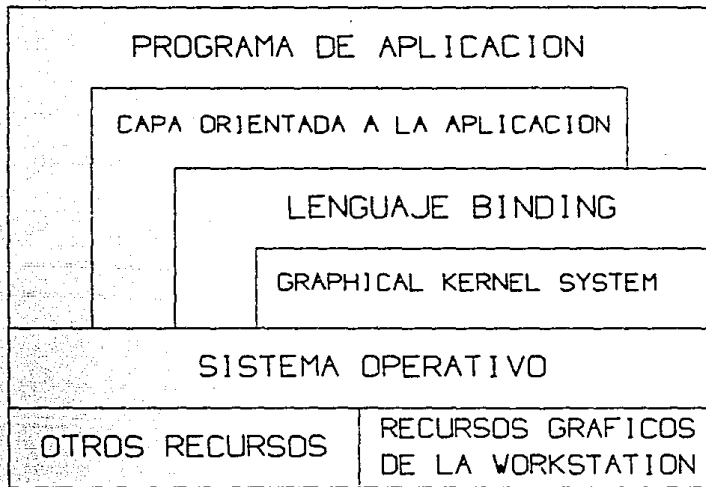 PROGRAMA DE APLICACION
CAPA ORIENTADA A LA APLICACION
LENGUAJE BINDING
GRAPHICAL KERNEL SYSTEM
SISTEMA OPERATIVO
OTROS RECURSOS
RECURSOS GRAFICOS
DE LA WORKSTATION